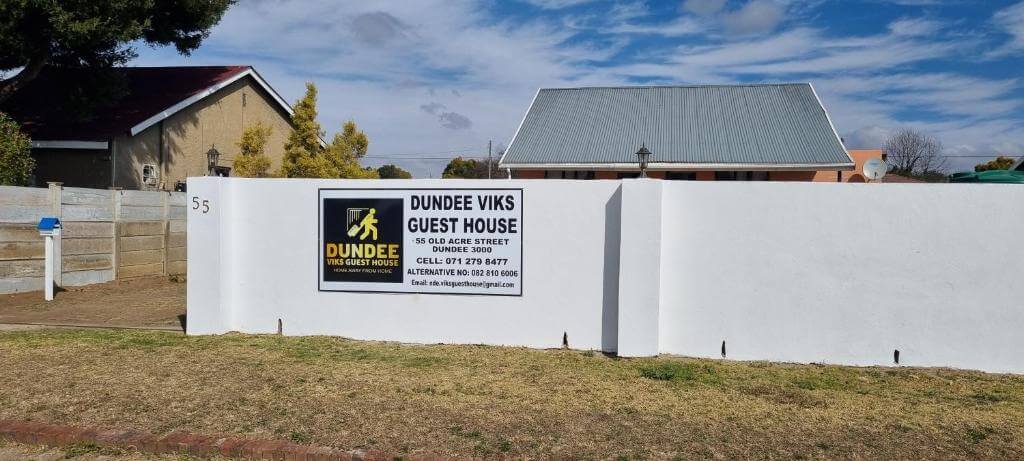 55
DUNDEE
VIKS GUEST HOUSE
HOME AWAY FROM HOME
DUNDEE VIKS
GUEST HOUSE
55 OLD ACRE STREET
DUNDEE 3000
CELL: 071 279 8477
ALTERNATIVE NO: 082 810 6006
Email: nde.viksguesthouse@gmail.com